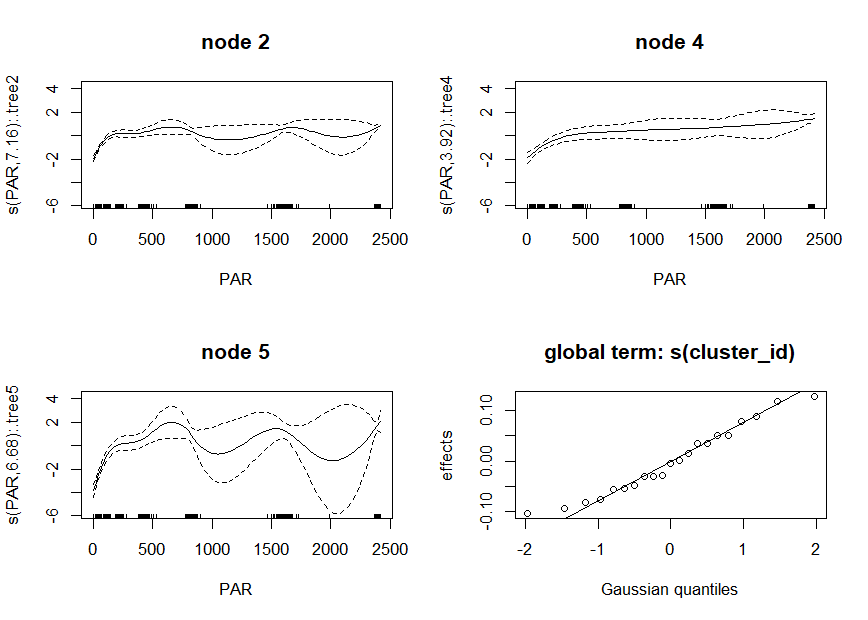 node 2
s(PAR,7.16)::.tree2
4
2
-2
-6
0 500 1000 1500 2000 2500
PAR
node 4
s(PAR,3.92)::.tree4
4
2
-2
-6
0 500 1000 1500 2000 2500
PAR
node 5
s(PAR,6.68)::.tree5
4
2
-2
-6
0 500 1000 1500 2000 2500
PAR
global term: s(cluster_id)
effects
0.10
0.00
-0.10
-2 -1 0 1 2
Gaussian quantiles